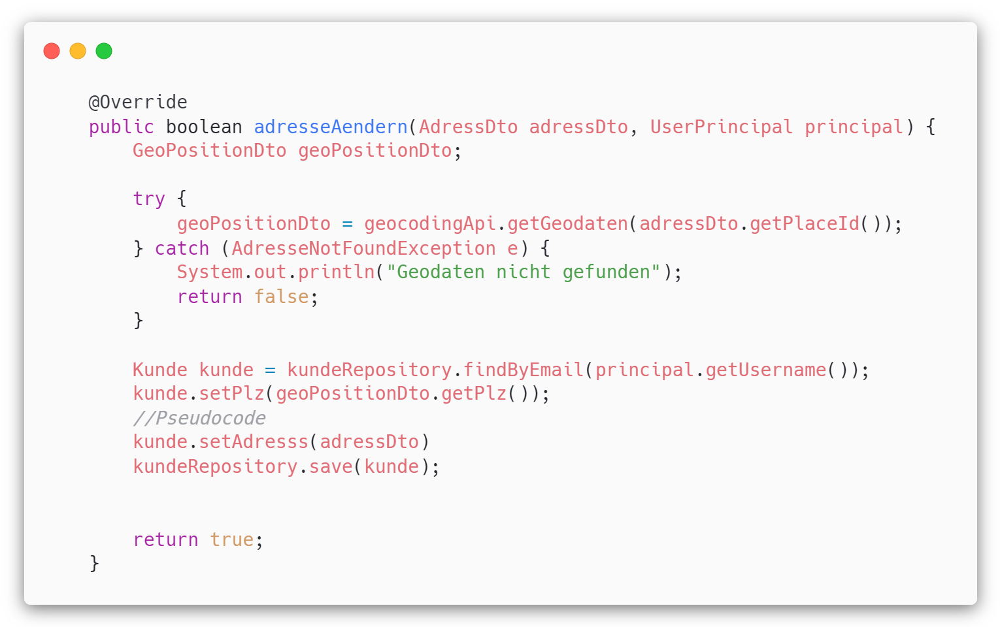 @Override
public boolean adresseAendern(AdressDto adressDto, UserPrincipal principal) {
    GeoPositionDto geoPositionDto;

    try {
        geoPositionDto = geocodingApi.getGeodaten(adressDto.getPlaceId());
    } catch (AdresseNotFoundException e) {
        System.out.println("Geodaten nicht gefunden");
        return false;
    }

    Kunde kunde = kundeRepository.findByEmail(principal.getUsername());
    kunde.setPlz(geoPositionDto.getPlz());
    //Pseudocode
    kunde.setAdresss(adressDto)
    kundeRepository.save(kunde);


    return true;
}